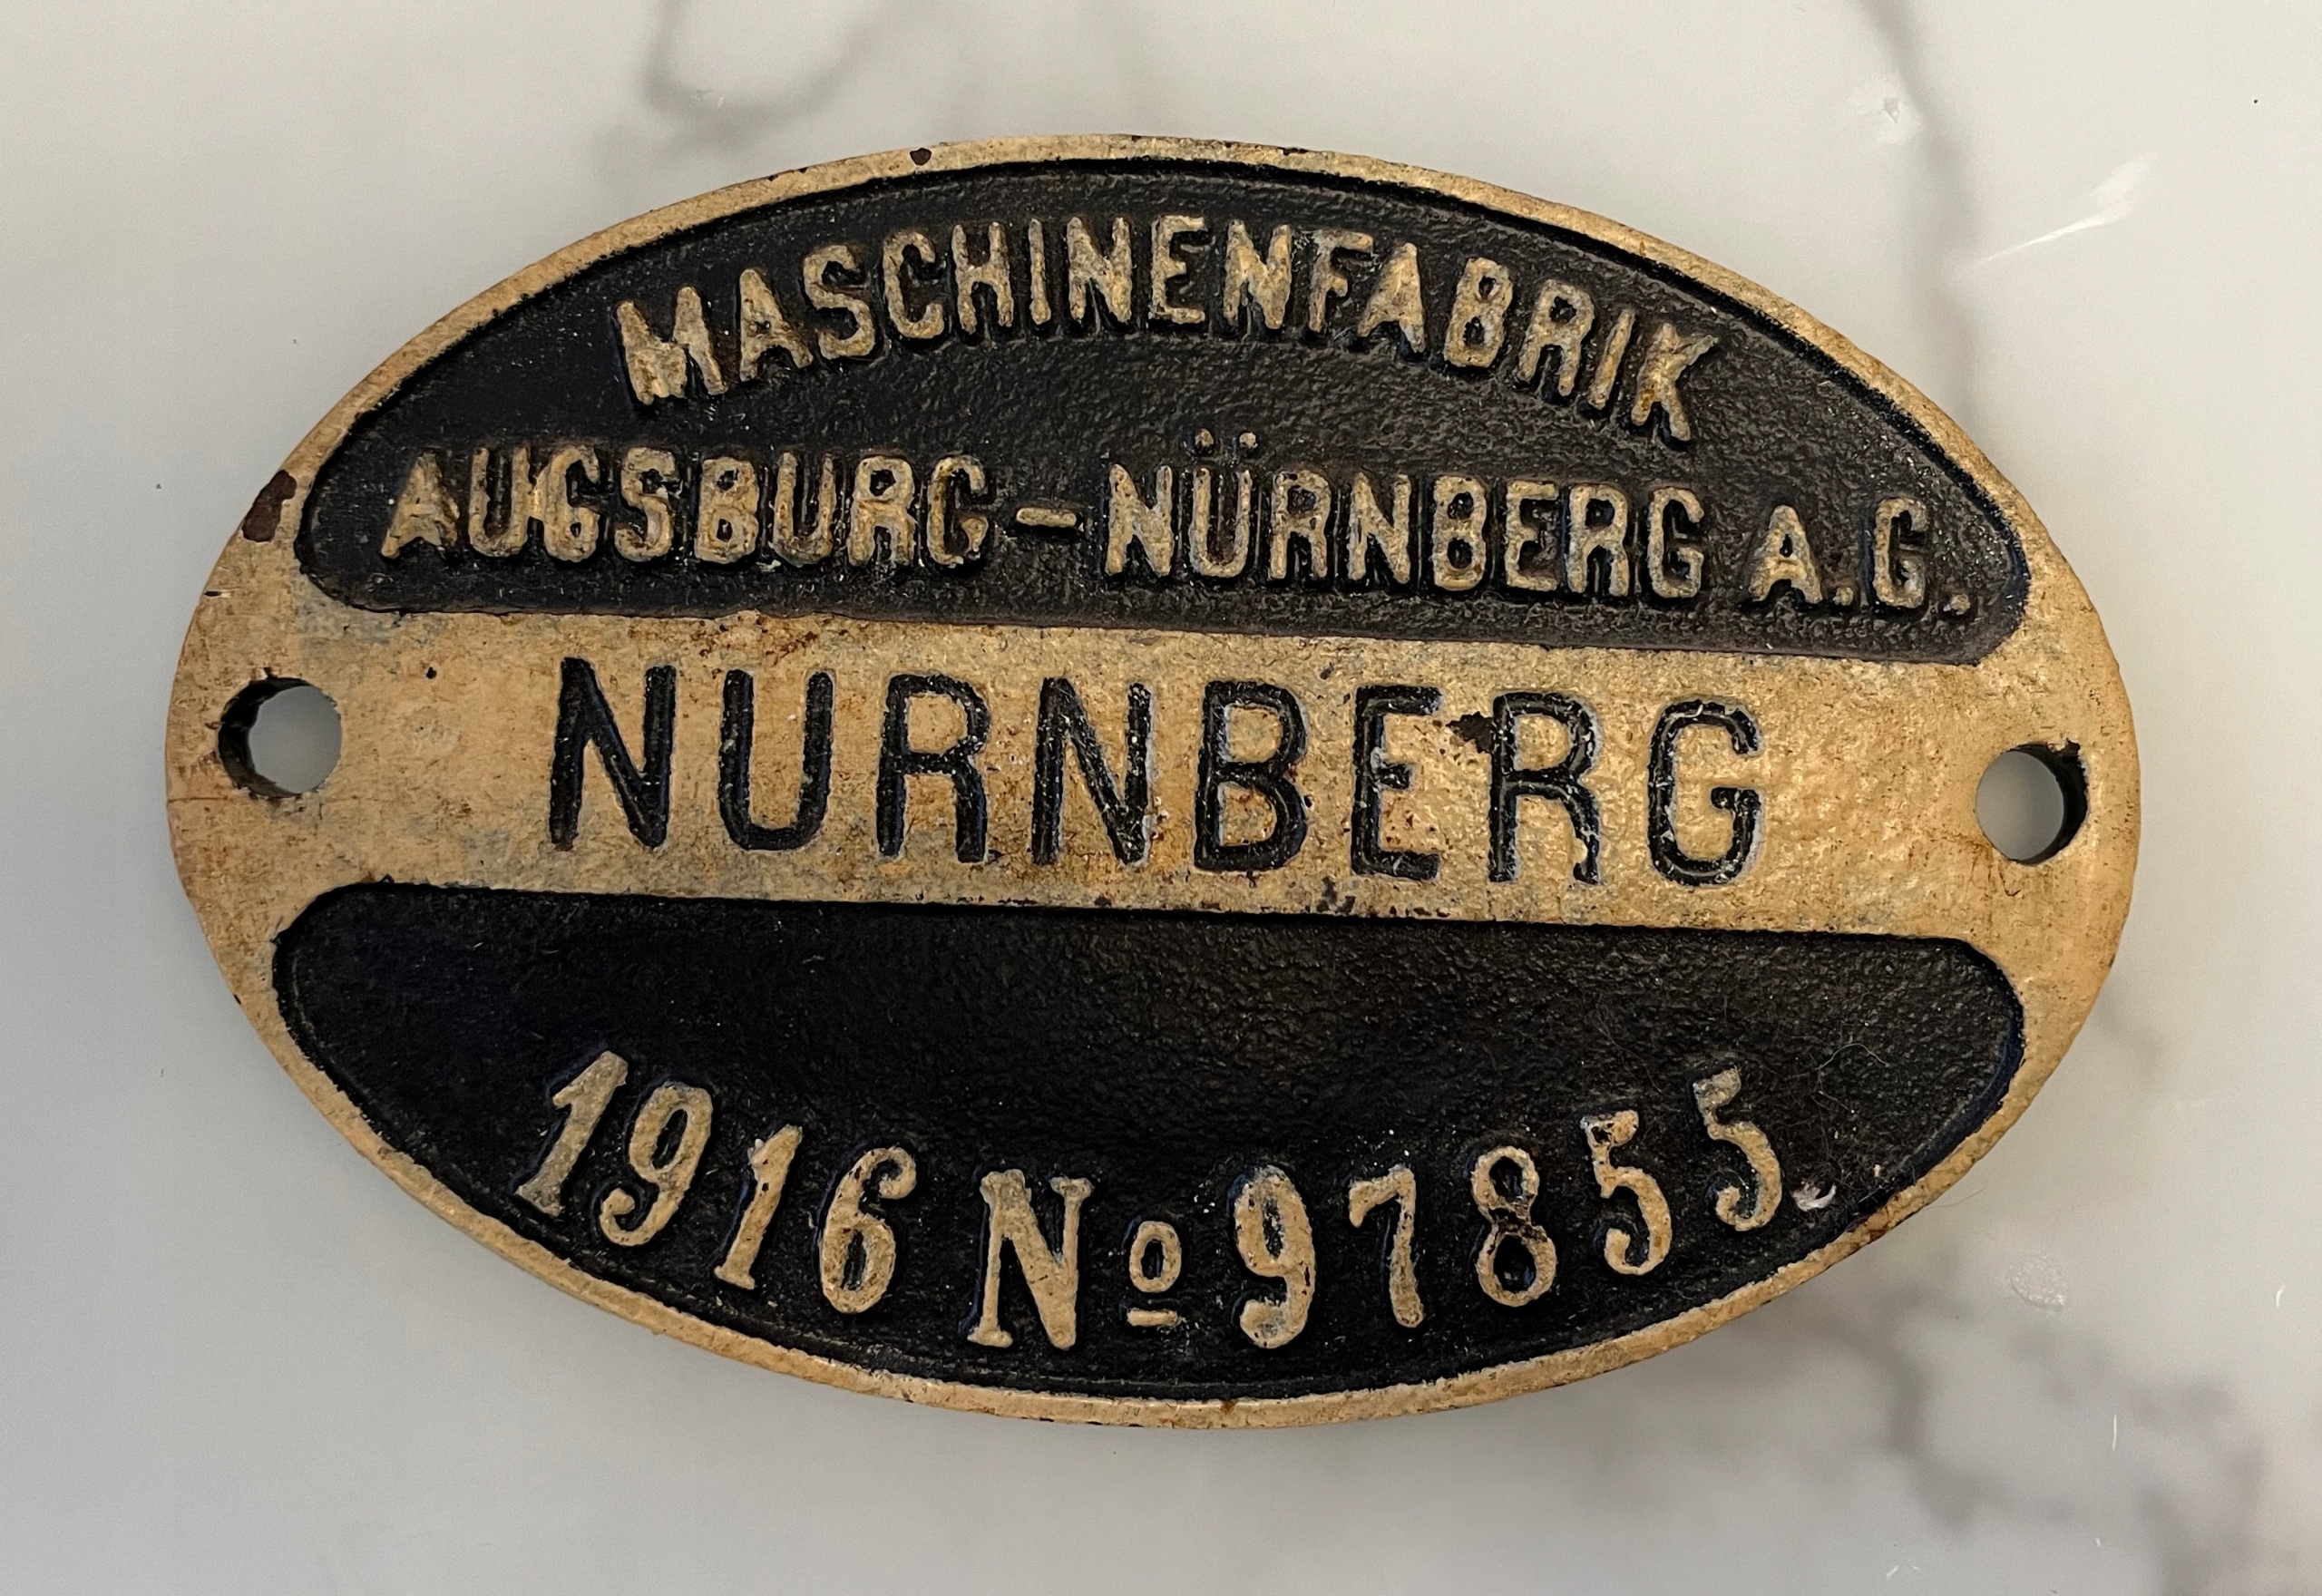 MASCHINENFABRIK
AUGSBURG-NÜRNBERG A.G.
NURNBERG
1916 No 97855